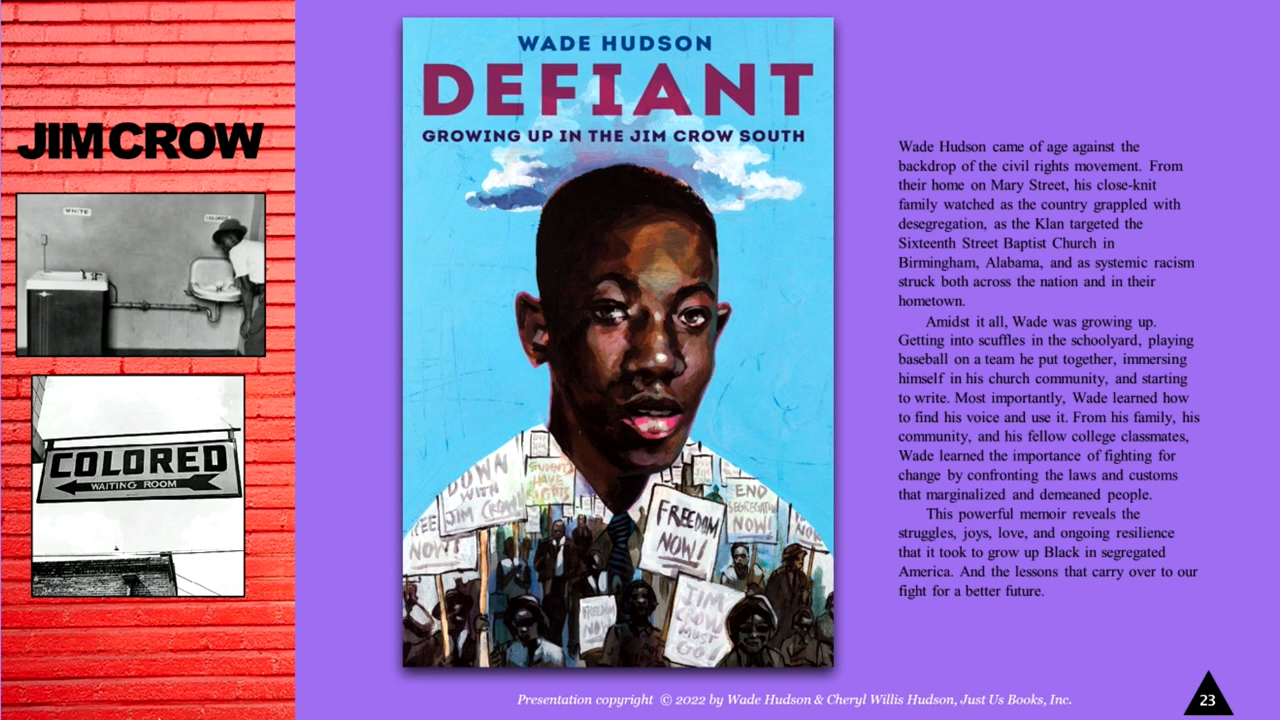 JIM CROW
WHITE
COLORED
COLORED
WAITING ROOM
WADE HUDSON
DEFIANT
GROWING UP IN THE JIM CROW SOUTH
DOWN
WITH
JIM CROW
STUDENTS
HAVE
RIGHTS
NOW!
FREEDOM
NOW!
END
SEGREGATION
NOW!
NOW
FREEDOM
NOW
JIM
CROW
MUST
GO!
Wade Hudson came of age against the
backdrop of the civil rights movement. From
their home on Mary Street, his close-knit
family watched as the country grappled with
desegregation, as the Klan targeted the
Sixteenth Street Baptist Church in
Birmingham, Alabama, and as systemic racism
struck both across the nation and in their
hometown.
Amidst it all, Wade was growing up.
Getting into scuffles in the schoolyard, playing
baseball on a team he put together, immersing
himself in his church community, and starting
to write. Most importantly, Wade learned how
to find his voice and use it. From his family, his
community, and his fellow college classmates,
Wade learned the importance of fighting for
change by confronting the laws and customs
that marginalized and demeaned people.
This powerful memoir reveals the
struggles, joys, love, and ongoing resilience
that it took to grow up Black in segregated
America. And the lessons that carry over to our
fight for a better future.
Presentation copyright © 2022 by Wade Hudson & Cheryl Willis Hudson, Just Us Books, Inc.
23